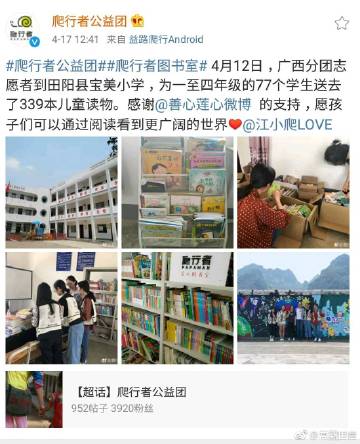 爬行者公益团
4-17 12:41 来自 益路爬行Android
#爬行者公益团##爬行者图书室# 4月12日，广西分团志
愿者到田阳县宝美小学，为一至四年级的77个学生送去
了339本儿童读物。感谢@善心莲心微博 的支持，愿孩
子们可以通过阅读看到更广阔的世界❤@江小爬LOVE
爬行者
PAPAMAN
【超话】爬行者公益团
952帖子 3920粉丝